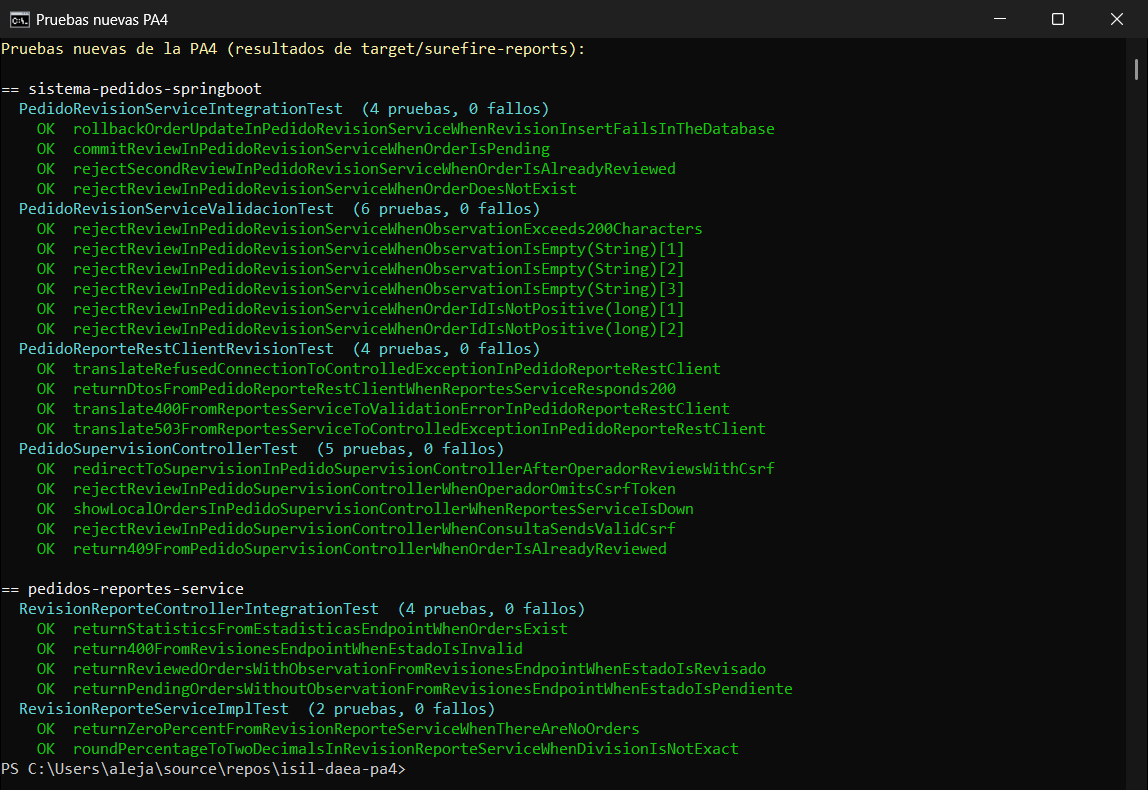 Pruebas nuevas PA4
Pruebas nuevas de la PA4 (resultados de target/surefire-reports):
== sistema-pedidos-springboot
PedidoRevisionServiceIntegrationTest (4 pruebas, 0 fallos)
OK rollbackOrderUpdateInPedidoRevisionServiceWhenRevisionInsertFailsInTheDatabase
OK commitReviewInPedidoRevisionServiceWhenOrderIsPending
OK rejectSecondReviewInPedidoRevisionServiceWhenOrderIsAlreadyReviewed
OK rejectReviewInPedidoRevisionServiceWhenOrderDoesNotExist
PedidoRevisionServiceValidacionTest (6 pruebas, 0 fallos)
OK rejectReviewInPedidoRevisionServiceWhenObservationExceeds200Characters
OK rejectReviewInPedidoRevisionServiceWhenObservationIsEmpty(String)[1]
OK rejectReviewInPedidoRevisionServiceWhenObservationIsEmpty(String)[2]
OK rejectReviewInPedidoRevisionServiceWhenObservationIsEmpty(String)[3]
OK rejectReviewInPedidoRevisionServiceWhenOrderIdIsNotPositive(long)[1]
OK rejectReviewInPedidoRevisionServiceWhenOrderIdIsNotPositive(long)[2]
PedidoReporteRestClientRevisionTest (4 pruebas, 0 fallos)
OK translateRefusedConnectionToControlledExceptionInPedidoReporteRestClient
OK returnDtosFromPedidoReporteRestClientWhenReportesServiceResponds200
OK translate400FromReportesServiceToValidationErrorInPedidoReporteRestClient
OK translate503FromReportesServiceToControlledExceptionInPedidoReporteRestClient
PedidoSupervisionControllerTest (5 pruebas, 0 fallos)
OK redirectToSupervisionInPedidoSupervisionControllerAfterOperadorReviewsWithCsrf
OK rejectReviewInPedidoSupervisionControllerWhenOperadorOmitsCsrfToken
OK showLocalOrdersInPedidoSupervisionControllerWhenReportesServiceIsDown
OK rejectReviewInPedidoSupervisionControllerWhenConsultaSendsValidCsrf
OK return409FromPedidoSupervisionControllerWhenOrderIsAlreadyReviewed
== pedidos-reportes-service
RevisionReporteControllerIntegrationTest (4 pruebas, 0 fallos)
OK returnStatisticsFromEstadisticasEndpointWhenOrdersExist
OK return400FromRevisionesEndpointWhenEstadoIsInvalid
OK returnReviewedOrdersWithObservationFromRevisionesEndpointWhenEstadoIsRevisado
OK returnPendingOrdersWithoutObservationFromRevisionesEndpointWhenEstadoIsPendiente
RevisionReporteServiceImplTest (2 pruebas, 0 fallos)
OK returnZeroPercentFromRevisionReporteServiceWhenThereAreNoOrders
OK roundPercentageToTwoDecimalsInRevisionReporteServiceWhenDivisionIsNotExact
PS C:\Users\aleja\source\repos\isil-daea-pa4>